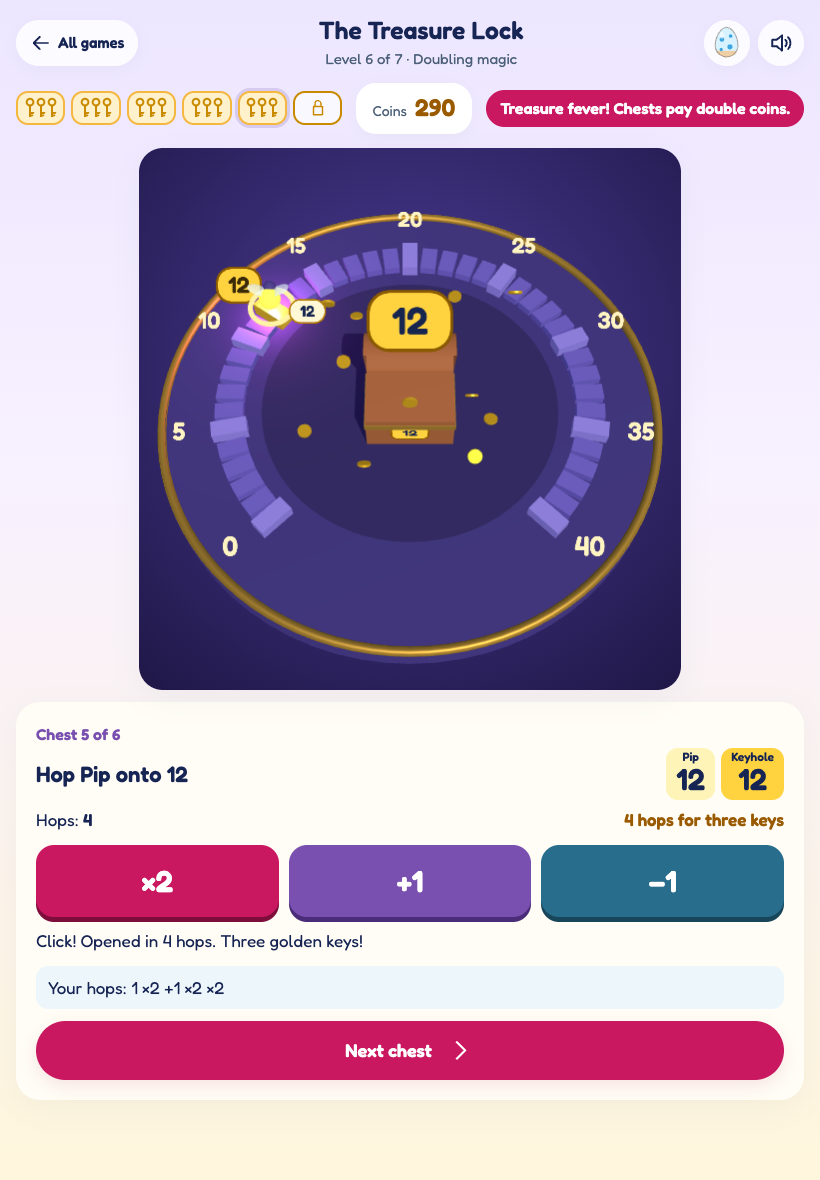 All games
The Treasure Lock
Level 6 of 7 · Doubling magic
Coins 290
Treasure fever! Chests pay double coins.
20
15
25
12
12
12
10
30
5
35
12
0
40
Chest 5 of 6
Hop Pip onto 12
Pip
12
Keyhole
12
Hops: 4
4 hops for three keys
×2
+1
−1
Click! Opened in 4 hops. Three golden keys!
Your hops: 1 ×2 +1 ×2 ×2
Next chest